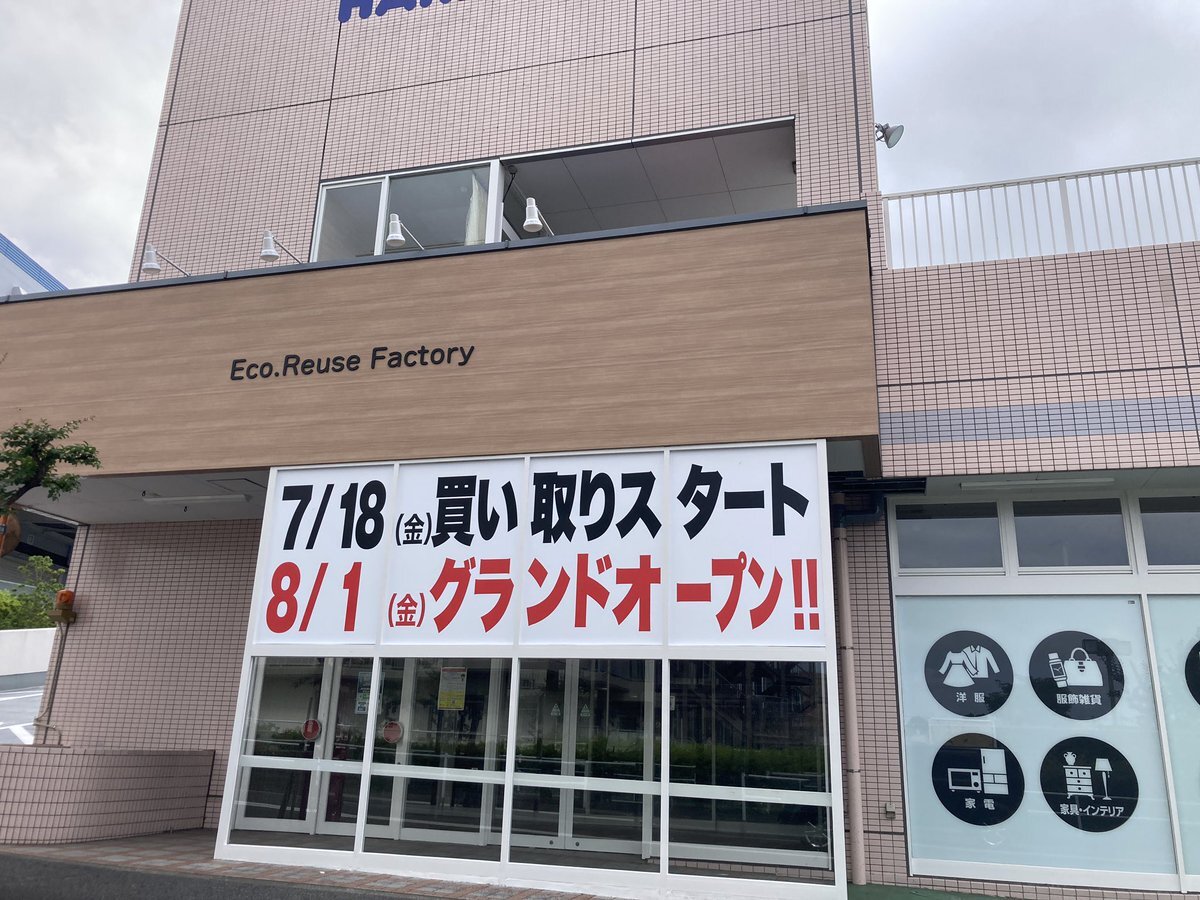 Eco.Reuse Factory
7/18(金)買い取りスタート
8/1(金)グランドオープン!!
洋服
服飾雑貨
家電
家具・インテリア